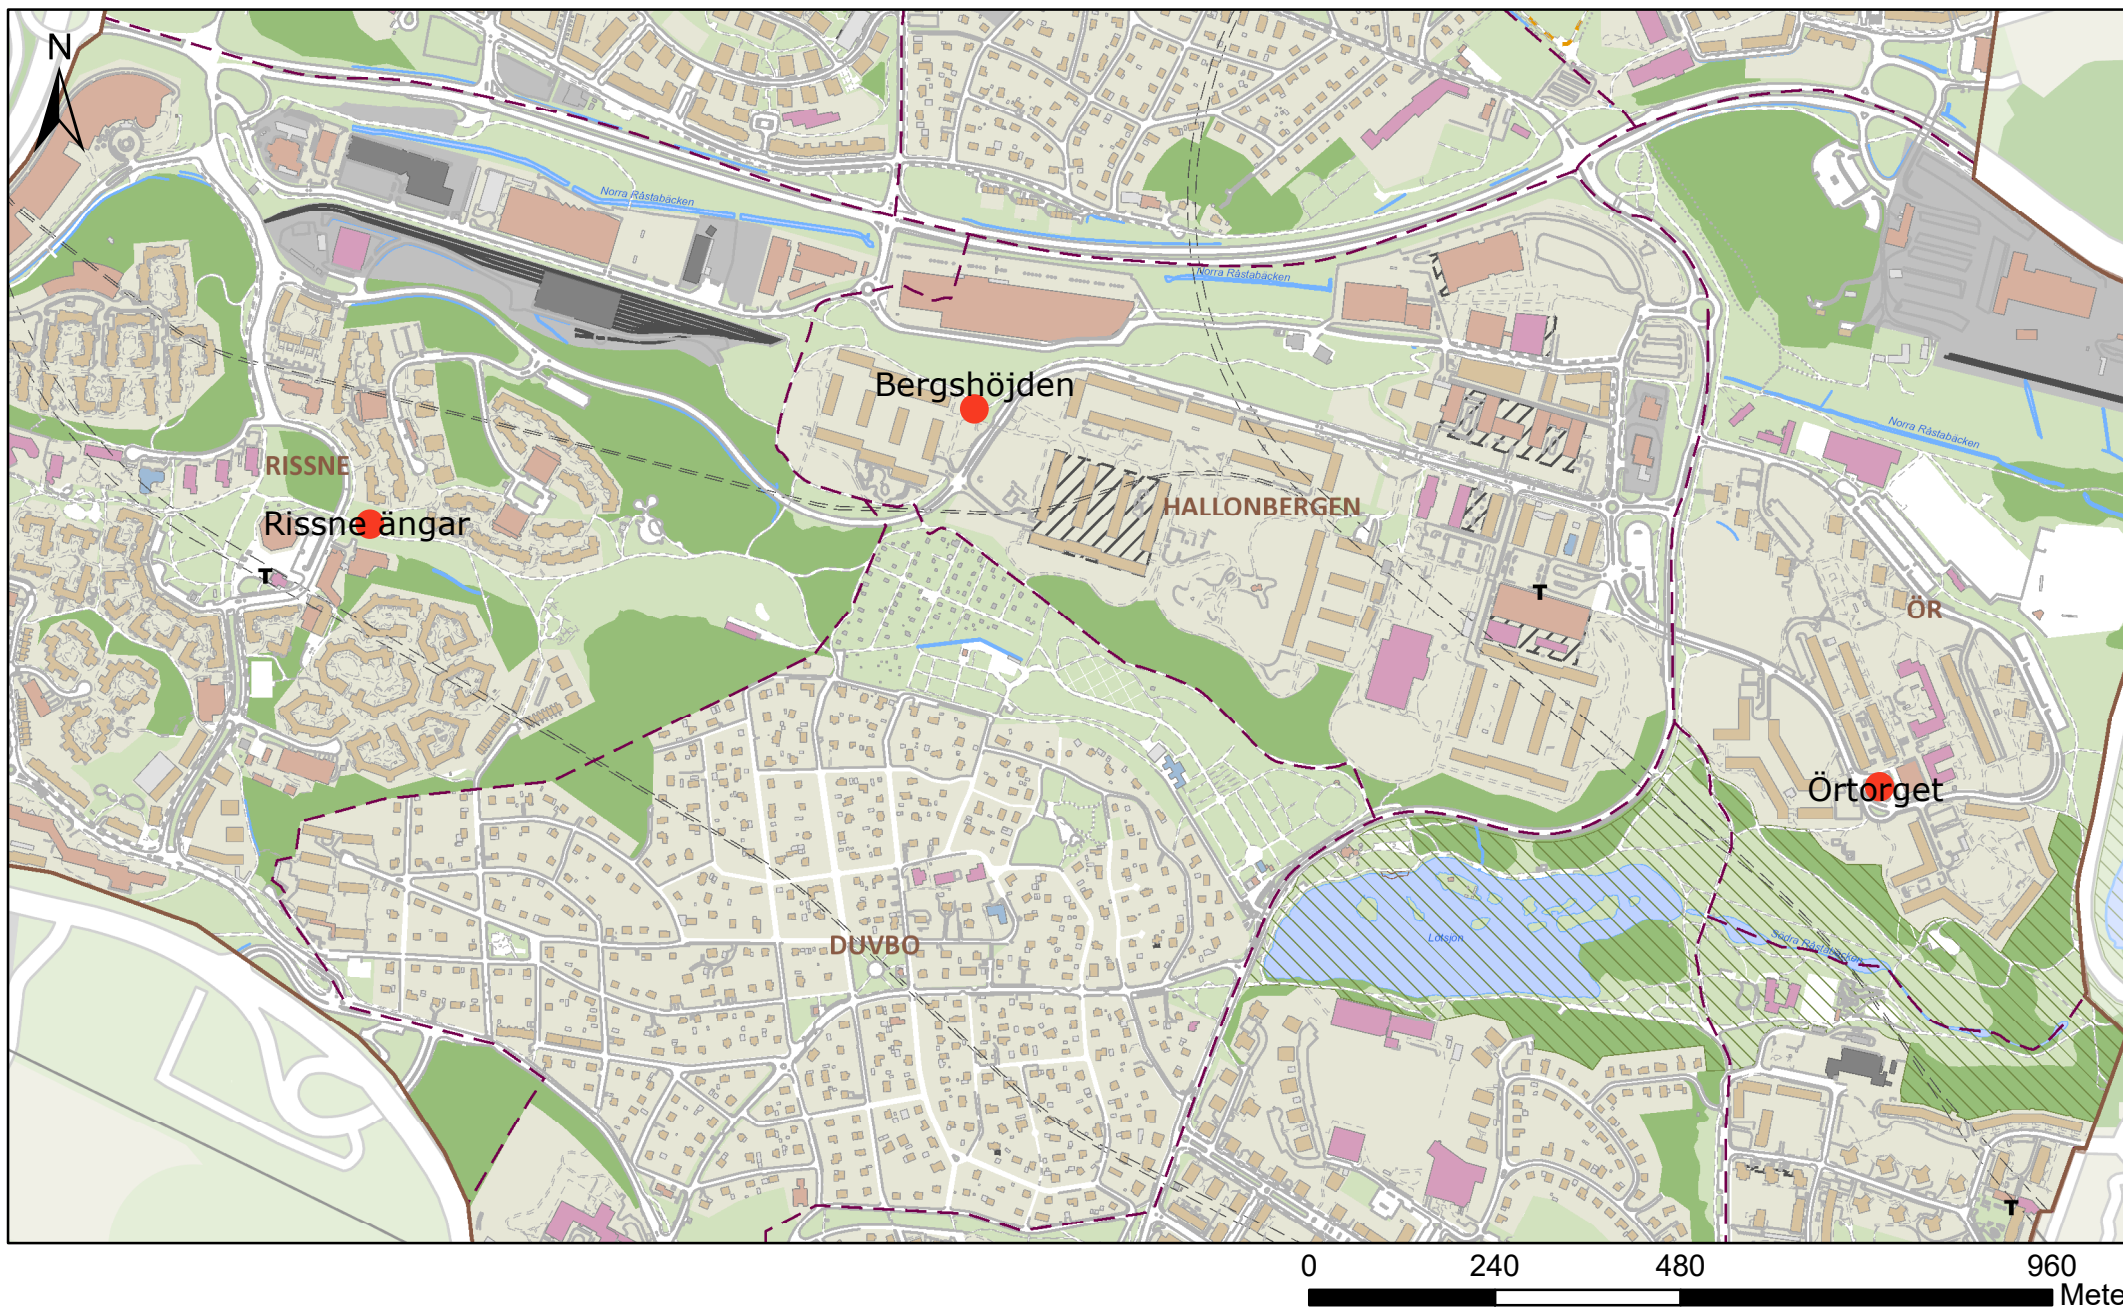 N
Norra Råstabäcken
Norra Råstabäcken
Bergshöjden
Norra Råstabäcken
RISSNE
HALLONBERGEN
Rissne ängar
T
T
ÖR
Örtorget
DUVBO
Lötsjön
Södra Råstabäcken
T
0 240 480 960
Mete